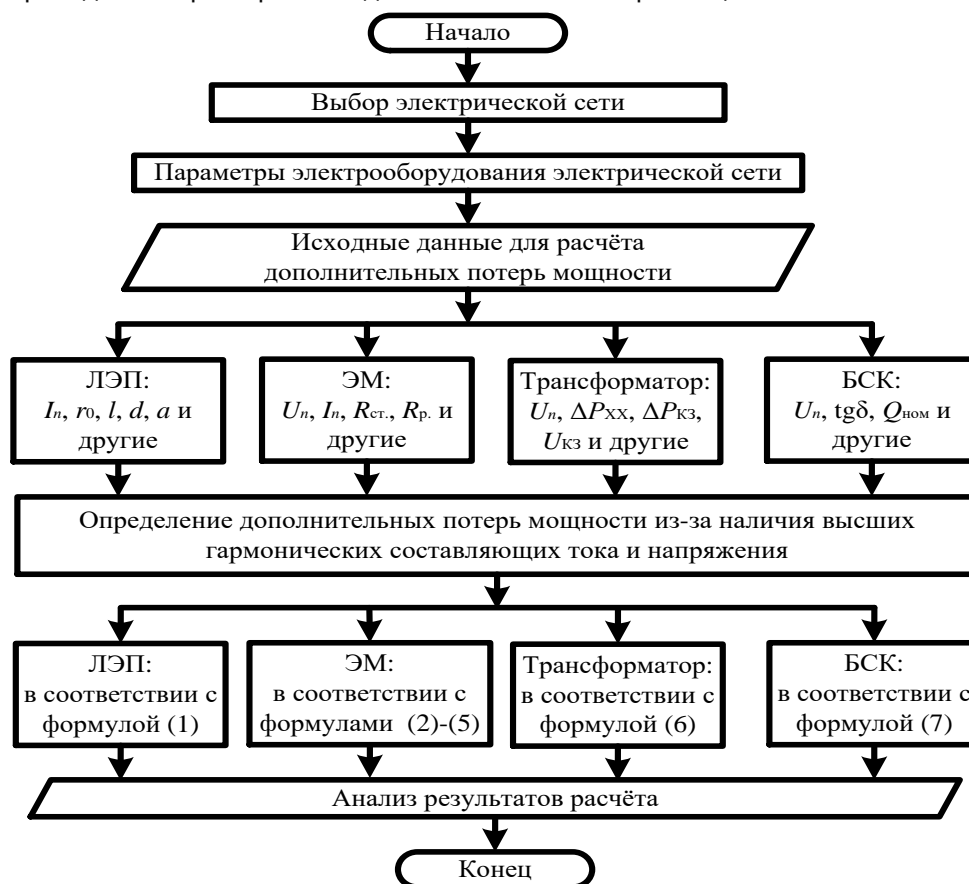 Начало
Выбор электрической сети
Параметры электрооборудования электрической сети
Исходные данные для расчёта
дополнительных потерь мощности
ЛЭП:
Iₙ, r₀, l, d, a и
другие
ЭМ:
Uₙ, Iₙ, Rст., Rр. и
другие
Трансформатор:
Uₙ, ΔPХХ, ΔPКЗ,
UКЗ и другие
БСК:
Uₙ, tgδ, Qном и
другие
Определение дополнительных потерь мощности из-за наличия высших
гармонических составляющих тока и напряжения
ЛЭП:
в соответствии с
формулой (1)
ЭМ:
в соответствии с
формулами (2)-(5)
Трансформатор:
в соответствии с
формулой (6)
БСК:
в соответствии с
формулой (7)
Анализ результатов расчёта
Конец